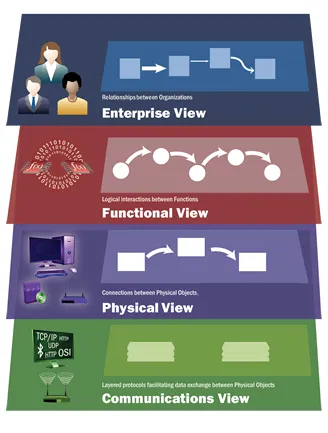 Relationships between Organizations
Enterprise View
Logical interactions between Functions
Functional View
Connections between Physical Objects.
Physical View
TCP/IP HTTP
UDP
HTTP OSI
Layered protocols facilitating data exchange between Physical Objects
Communications View